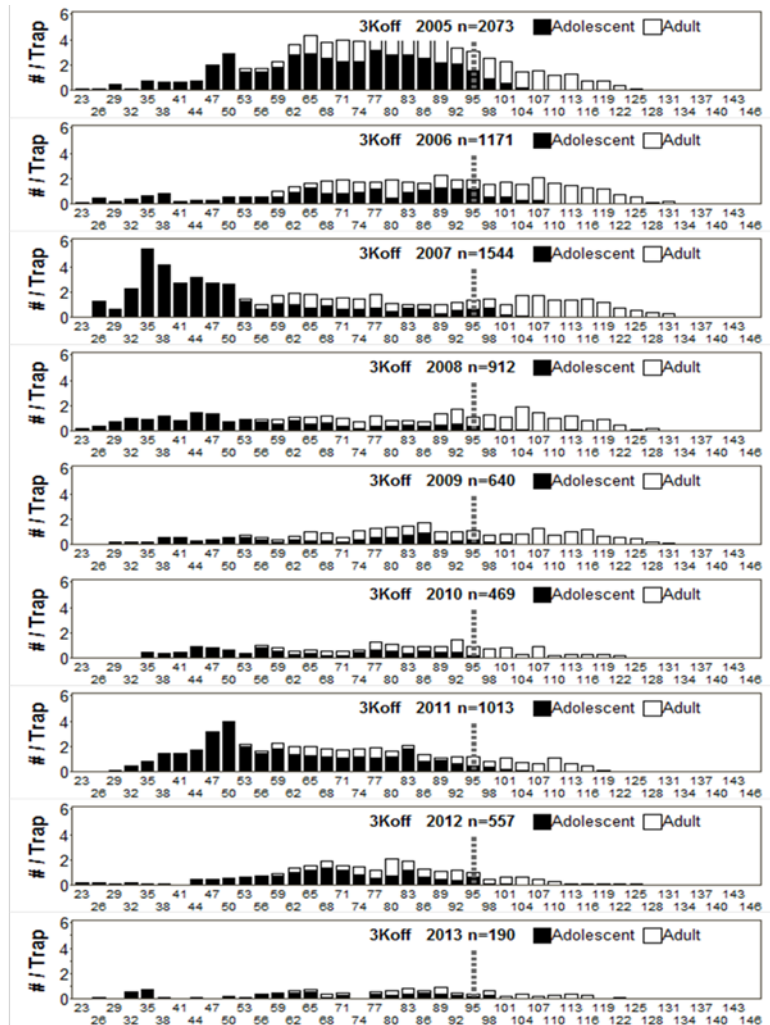 3Koff 2005 n=2073 Adolescent Adult
# / Trap
6
4
2
0
23 29 35 41 47 53 59 65 71 77 83 89 95 101 107 113 119 125 131 137 143
26 32 38 44 50 56 62 68 74 80 86 92 98 104 110 116 122 128 134 140 146
3Koff 2006 n=1171 Adolescent Adult
# / Trap
6
4
2
0
23 29 35 41 47 53 59 65 71 77 83 89 95 101 107 113 119 125 131 137 143
26 32 38 44 50 56 62 68 74 80 86 92 98 104 110 116 122 128 134 140 146
3Koff 2007 n=1544 Adolescent Adult
# / Trap
6
4
2
0
23 29 35 41 47 53 59 65 71 77 83 89 95 101 107 113 119 125 131 137 143
26 32 38 44 50 56 62 68 74 80 86 92 98 104 110 116 122 128 134 140 146
3Koff 2008 n=912 Adolescent Adult
# / Trap
6
4
2
0
23 29 35 41 47 53 59 65 71 77 83 89 95 101 107 113 119 125 131 137 143
26 32 38 44 50 56 62 68 74 80 86 92 98 104 110 116 122 128 134 140 146
3Koff 2009 n=640 Adolescent Adult
# / Trap
6
4
2
0
23 29 35 41 47 53 59 65 71 77 83 89 95 101 107 113 119 125 131 137 143
26 32 38 44 50 56 62 68 74 80 86 92 98 104 110 116 122 128 134 140 146
3Koff 2010 n=469 Adolescent Adult
# / Trap
6
4
2
0
23 29 35 41 47 53 59 65 71 77 83 89 95 101 107 113 119 125 131 137 143
26 32 38 44 50 56 62 68 74 80 86 92 98 104 110 116 122 128 134 140 146
3Koff 2011 n=1013 Adolescent Adult
# / Trap
6
4
2
0
23 29 35 41 47 53 59 65 71 77 83 89 95 101 107 113 119 125 131 137 143
26 32 38 44 50 56 62 68 74 80 86 92 98 104 110 116 122 128 134 140 146
3Koff 2012 n=557 Adolescent Adult
# / Trap
6
4
2
0
23 29 35 41 47 53 59 65 71 77 83 89 95 101 107 113 119 125 131 137 143
26 32 38 44 50 56 62 68 74 80 86 92 98 104 110 116 122 128 134 140 146
3Koff 2013 n=190 Adolescent Adult
# / Trap
6
4
2
0
23 29 35 41 47 53 59 65 71 77 83 89 95 101 107 113 119 125 131 137 143
26 32 38 44 50 56 62 68 74 80 86 92 98 104 110 116 122 128 134 140 146